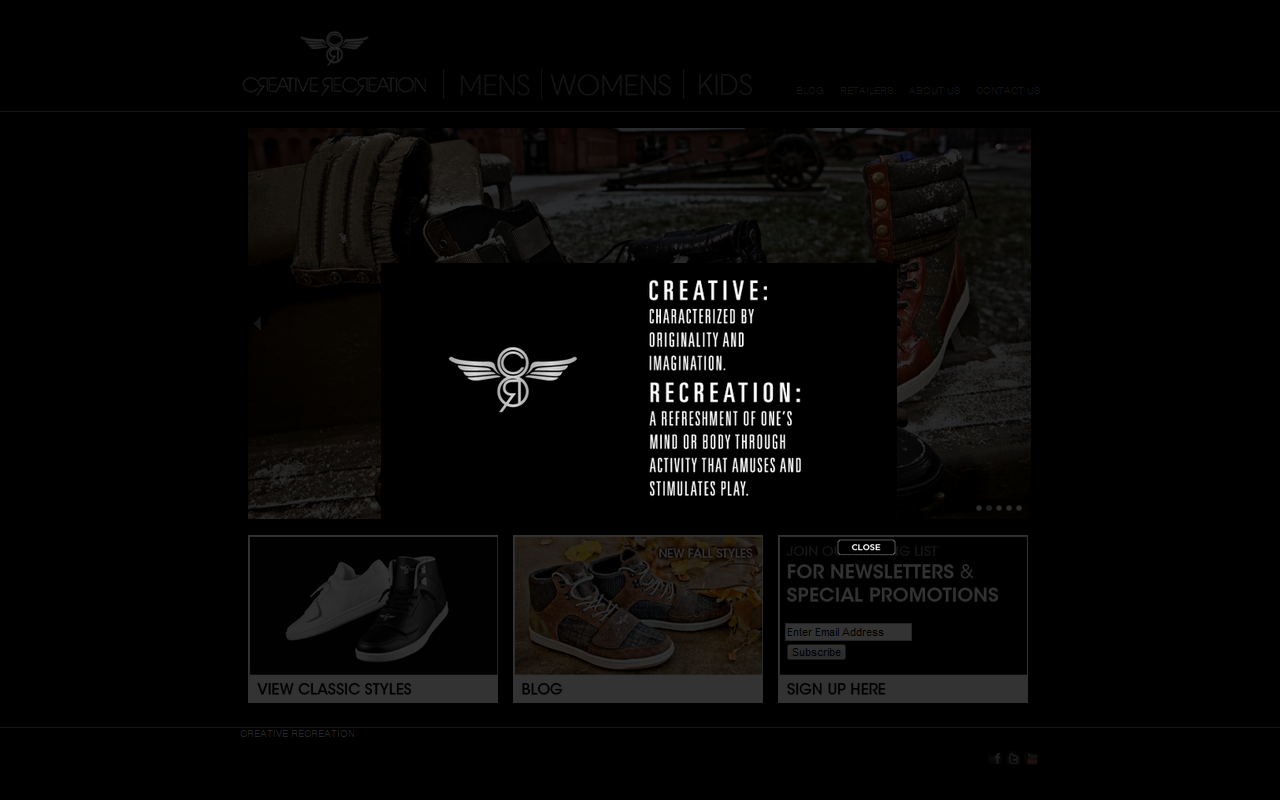 CREATIVE RECREATION
MENS
WOMENS
KIDS
BLOG
RETAILERS
ABOUT US
CONTACT US
CREATIVE:
CHARACTERIZED BY
ORIGINALITY AND
IMAGINATION.
RECREATION:
A REFRESHMENT OF ONE'S
MIND OR BODY THROUGH
ACTIVITY THAT AMUSES AND
STIMULATES PLAY.
CLOSE
NEW FALL STYLES
JOIN LIST
FOR NEWSLETTERS &
SPECIAL PROMOTIONS
Enter Email Address
Subscribe
VIEW CLASSIC STYLES
BLOG
SIGN UP HERE
CREATIVE RECREATION